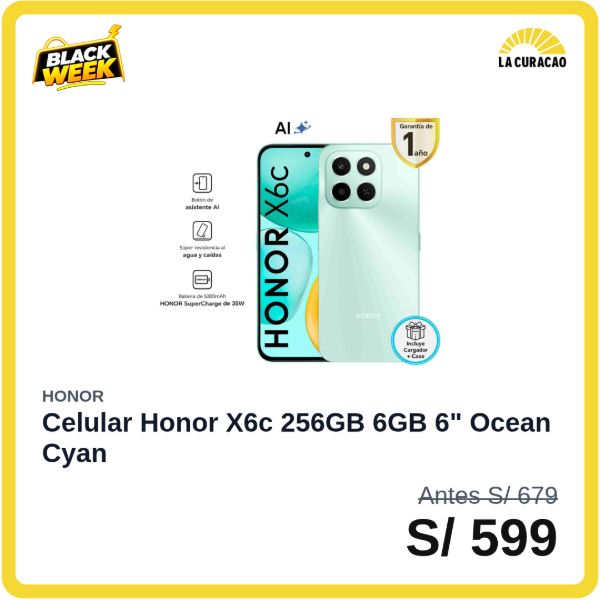 BLACK
WEEK
LA CURACAO
AI
Garantía de
1 año
HONOR X6c
Botón de
asistente AI
Súper resistencia al
agua y caídas
Batería de 5300mAh
HONOR SuperCharge de 35W
HONOR
Incluye
Cargador
+ Case
HONOR
Celular Honor X6c 256GB 6GB 6" Ocean
Cyan
Antes S/ 679
S/ 599